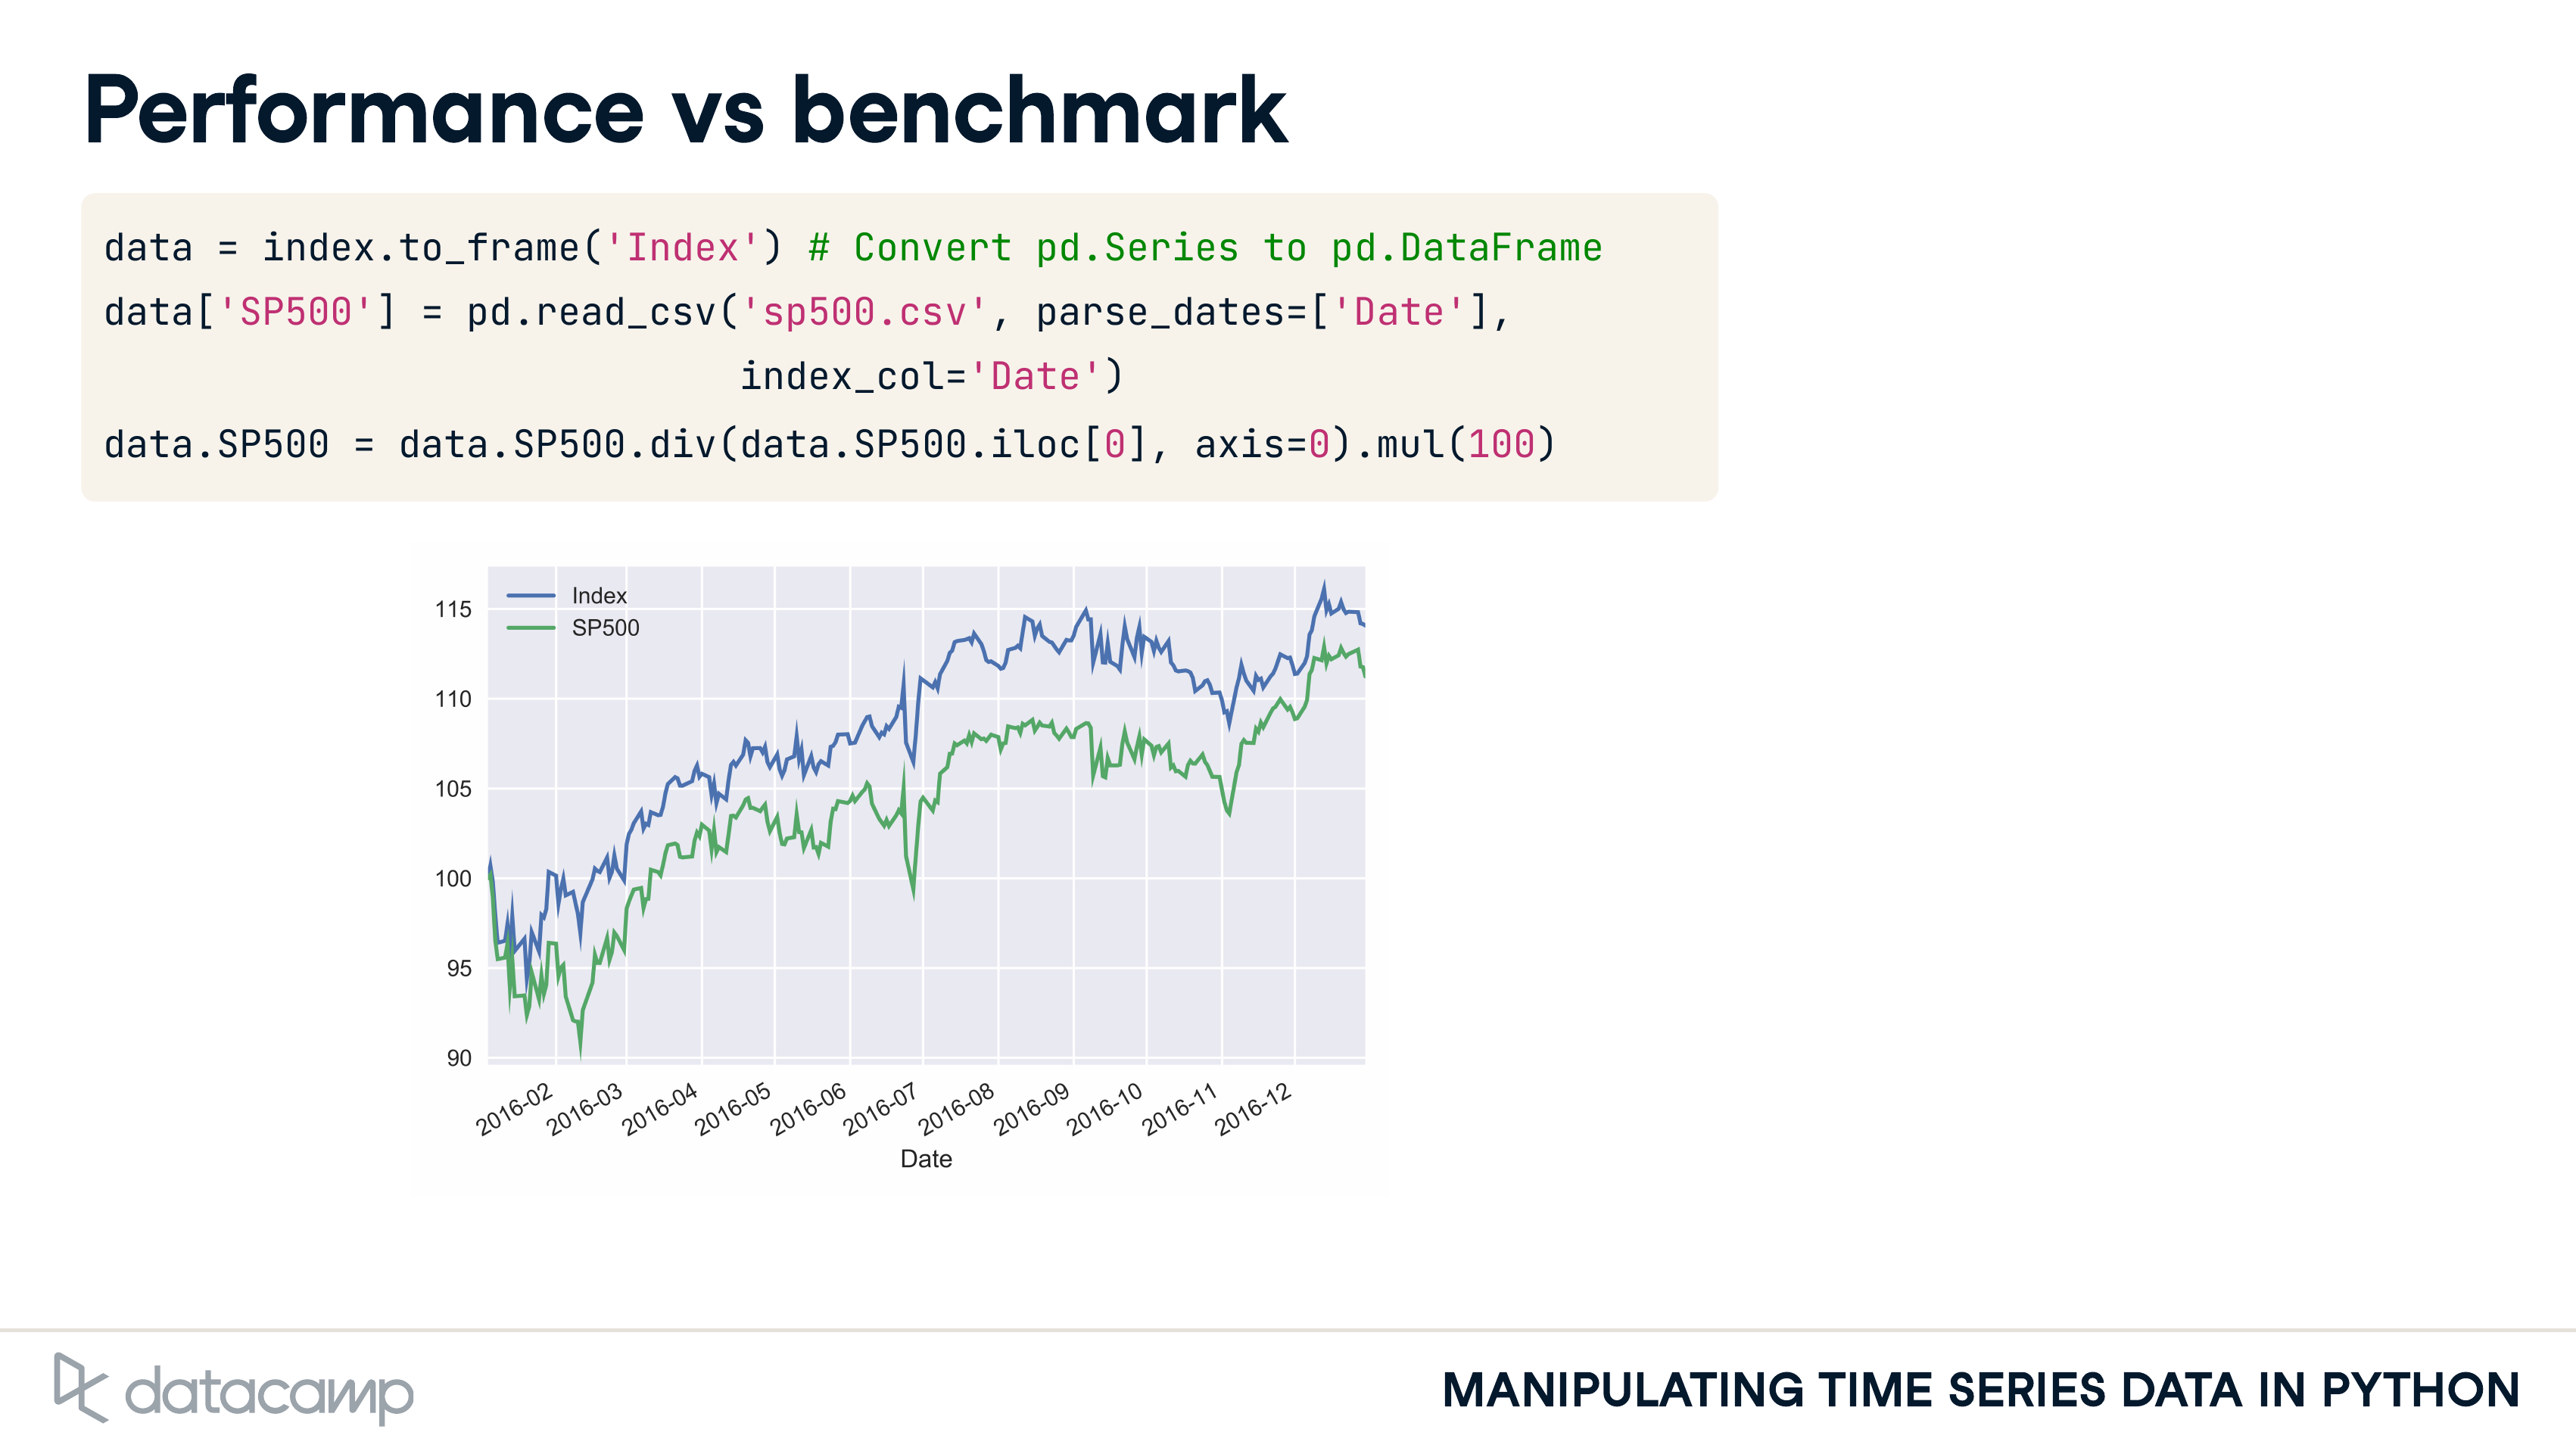 Performance vs benchmark
data = index.to_frame('Index') # Convert pd.Series to pd.DataFrame
data['SP500'] = pd.read_csv('sp500.csv', parse_dates=['Date'],
index_col='Date')
data.SP500 = data.SP500.div(data.SP500.iloc[0], axis=0).mul(100)
Index
SP500
115
110
105
100
95
90
2016-02
2016-03
2016-04
2016-05
2016-06
2016-07
2016-08
2016-09
2016-10
2016-11
2016-12
Date
datacamp
MANIPULATING TIME SERIES DATA IN PYTHON